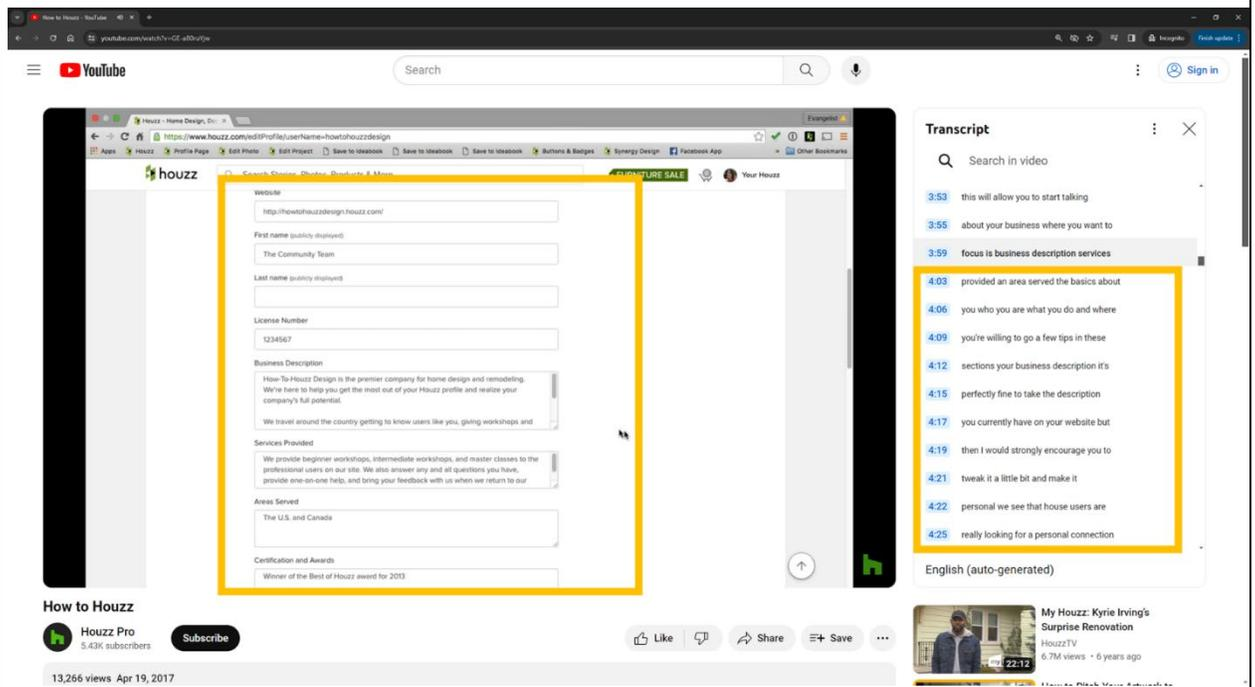 How to Houzz - YouTube
youtube.com/watch?v=GE-a80ruYjw
Incognito
Finish update
YouTube
Search
Sign in
Houzz - Home Design, De
Evangelist
https://www.houzz.com/editProfile/userName=howtohouzzdesign
Apps Houzz Profile Page Edit Photo Edit Project Save to Ideabook Save to Ideabook Save to Ideabook Buttons & Badges Synergy Design Facebook App » Other Bookmarks
houzz
Search Stories, Photos, Products & More
FURNITURE SALE
Your Houzz
Website
http://howtohouzzdesign.houzz.com/
First name (publicly displayed)
The Community Team
Last name (publicly displayed)
License Number
1234567
Business Description
How-To-Houzz Design is the premier company for home design and remodeling.
We're here to help you get the most out of your Houzz profile and realize your
company's full potential.
We travel around the country getting to know users like you, giving workshops and
Services Provided
We provide beginner workshops, intermediate workshops, and master classes to the
professional users on our site. We also answer any and all questions you have,
provide one-on-one help, and bring your feedback with us when we return to our
Areas Served
The U.S. and Canada
Certification and Awards
Winner of the Best of Houzz award for 2013
Transcript
Search in video
3:53 this will allow you to start talking
3:55 about your business where you want to
3:59 focus is business description services
4:03 provided an area served the basics about
4:06 you who you are what you do and where
4:09 you're willing to go a few tips in these
4:12 sections your business description it's
4:15 perfectly fine to take the description
4:17 you currently have on your website but
4:19 then I would strongly encourage you to
4:21 tweak it a little bit and make it
4:22 personal we see that house users are
4:25 really looking for a personal connection
English (auto-generated)
How to Houzz
Houzz Pro
5.43K subscribers
Subscribe
Like
Share
Save
13,266 views Apr 19, 2017
22:12
My Houzz: Kyrie Irving's
Surprise Renovation
HouzzTV
6.7M views • 6 years ago
How to Pitch Your Artwork to